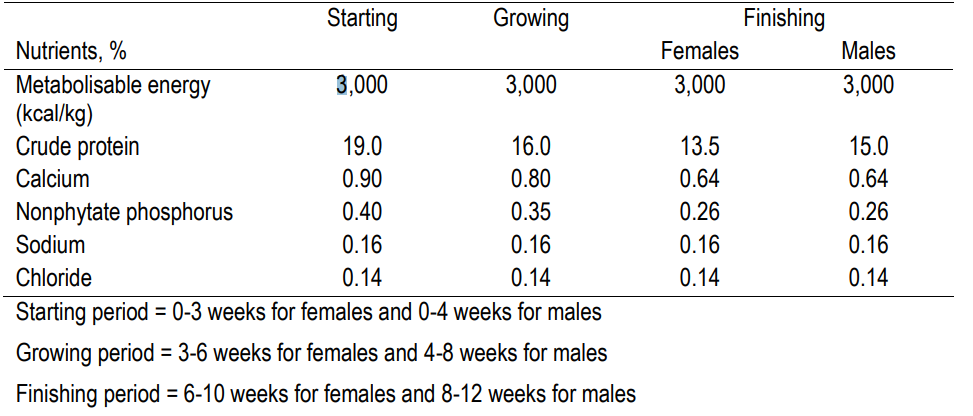 Starting Growing Finishing
Nutrients, % Females Males
Metabolisable energy 3,000 3,000 3,000 3,000
(kcal/kg)
Crude protein 19.0 16.0 13.5 15.0
Calcium 0.90 0.80 0.64 0.64
Nonphytate phosphorus 0.40 0.35 0.26 0.26
Sodium 0.16 0.16 0.16 0.16
Chloride 0.14 0.14 0.14 0.14
Starting period = 0-3 weeks for females and 0-4 weeks for males
Growing period = 3-6 weeks for females and 4-8 weeks for males
Finishing period = 6-10 weeks for females and 8-12 weeks for males